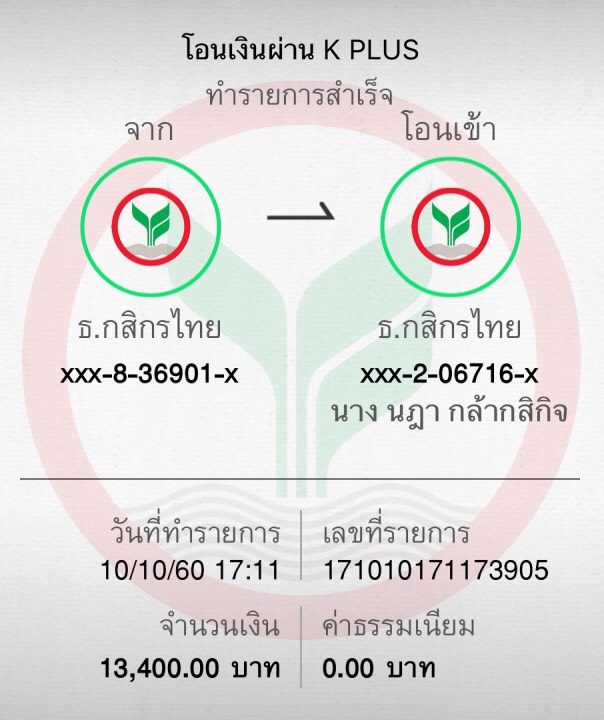 โอนเงินผ่าน K PLUS
ทำรายการสำเร็จ
จาก
โอนเข้า
ธ.กสิกรไทย
xxx-8-36901-x
ธ.กสิกรไทย
xxx-2-06716-x
นาง นฎา กล้ากสิกิจ
วันที่ทำรายการ
10/10/60 17:11
เลขที่รายการ
171010171173905
จำนวนเงิน
13,400.00 บาท
ค่าธรรมเนียม
0.00 บาท